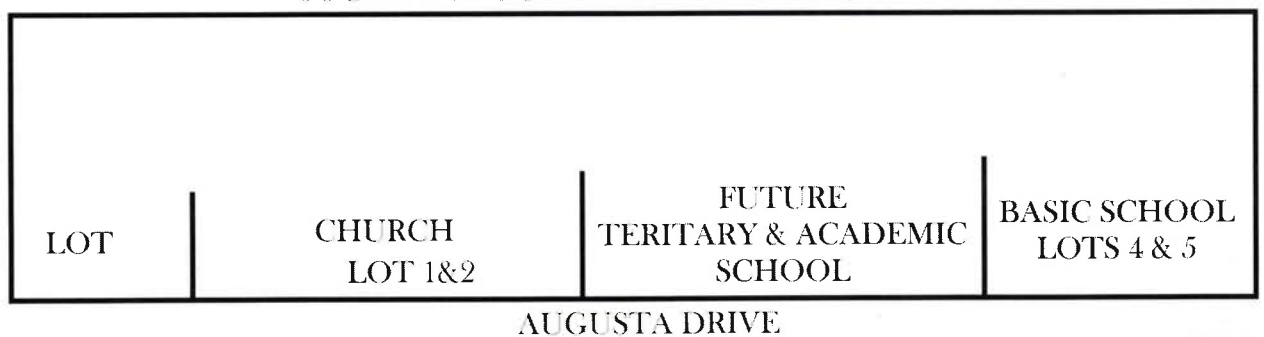 LOT
CHURCH
LOT 1&2
FUTURE
TERITARY & ACADEMIC
SCHOOL
BASIC SCHOOL
LOTS 4 & 5
AUGUSTA DRIVE